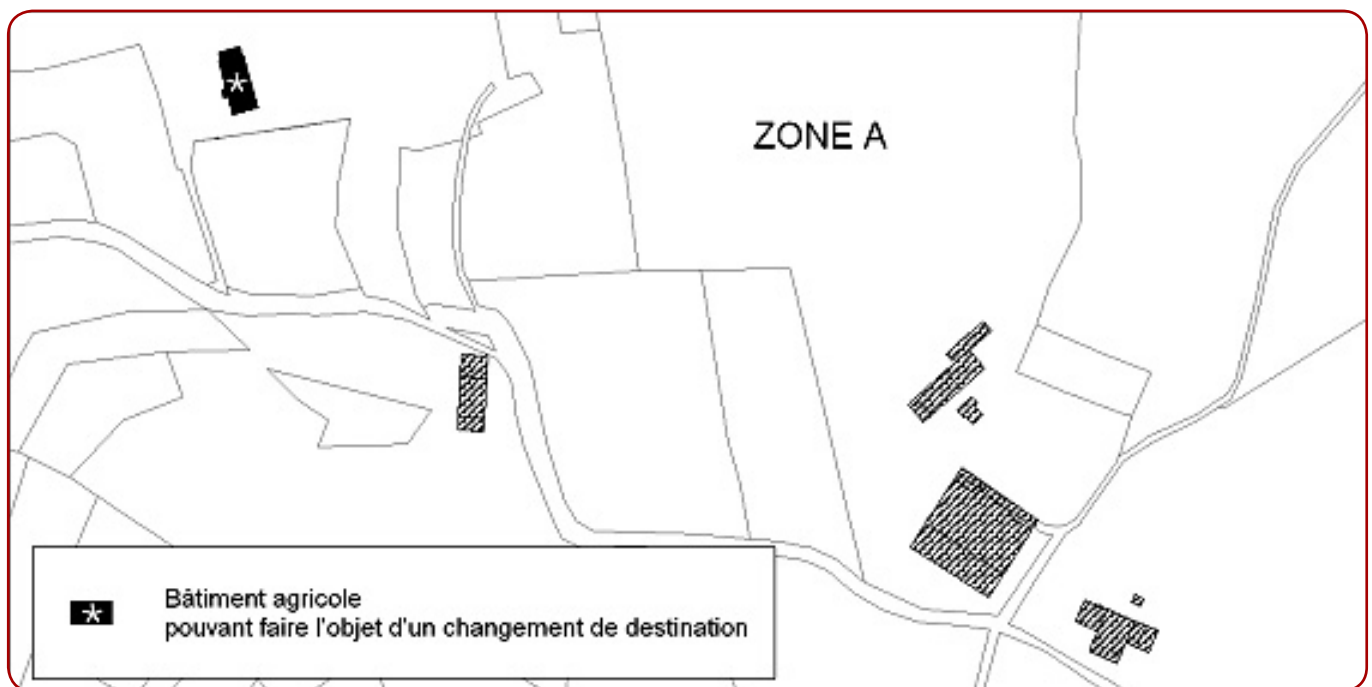 ZONE A
Bâtiment agricole
pouvant faire l'objet d'un changement de destination